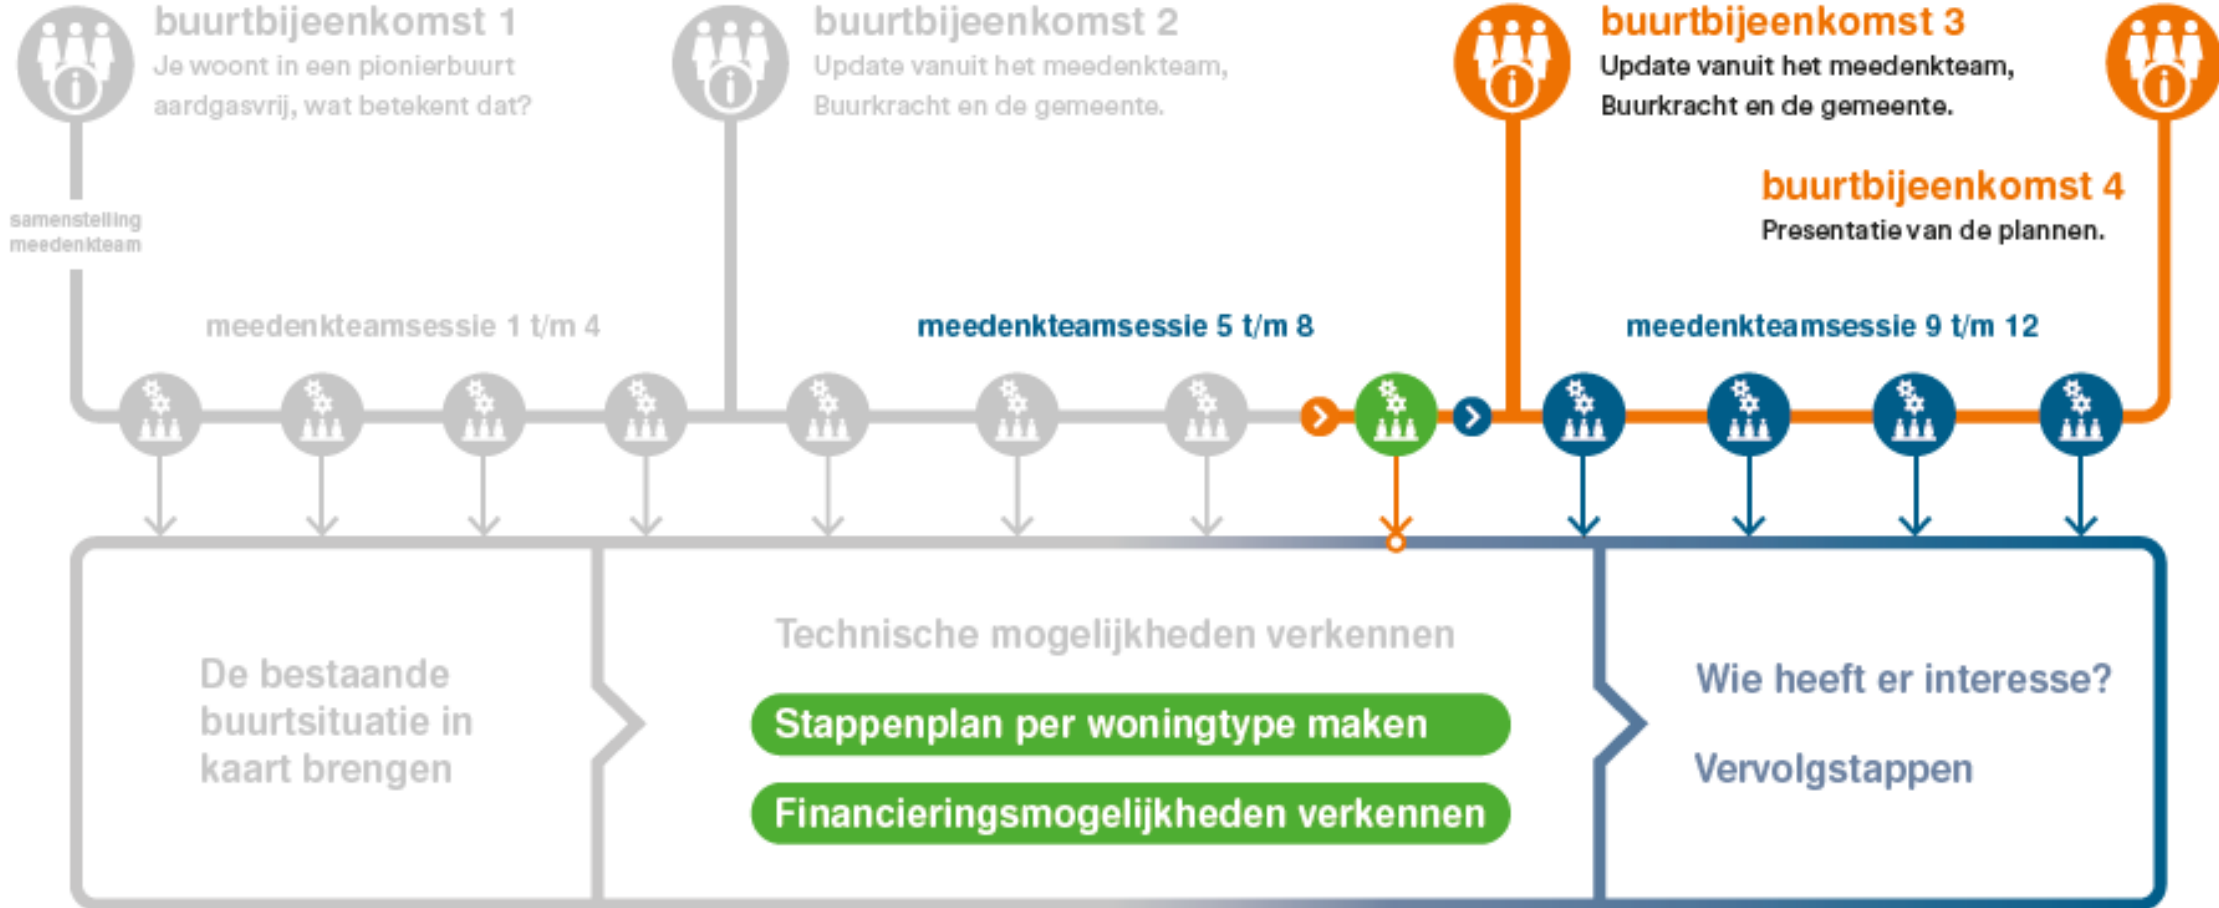 buurtbijeenkomst 1
Je woont in een pionierbuurt
aardgasvrij, wat betekent dat?
buurtbijeenkomst 2
Update vanuit het meedenkteam,
Buurkracht en de gemeente.
buurtbijeenkomst 3
Update vanuit het meedenkteam,
Buurkracht en de gemeente.
buurtbijeenkomst 4
Presentatie van de plannen.
samenstelling
meedenkteam
meedenkteamsessie 1 t/m 4
meedenkteamsessie 5 t/m 8
meedenkteamsessie 9 t/m 12
De bestaande
buurtsituatie in
kaart brengen
Technische mogelijkheden verkennen
Stappenplan per woningtype maken
Financieringsmogelijkheden verkennen
Wie heeft er interesse?
Vervolgstappen